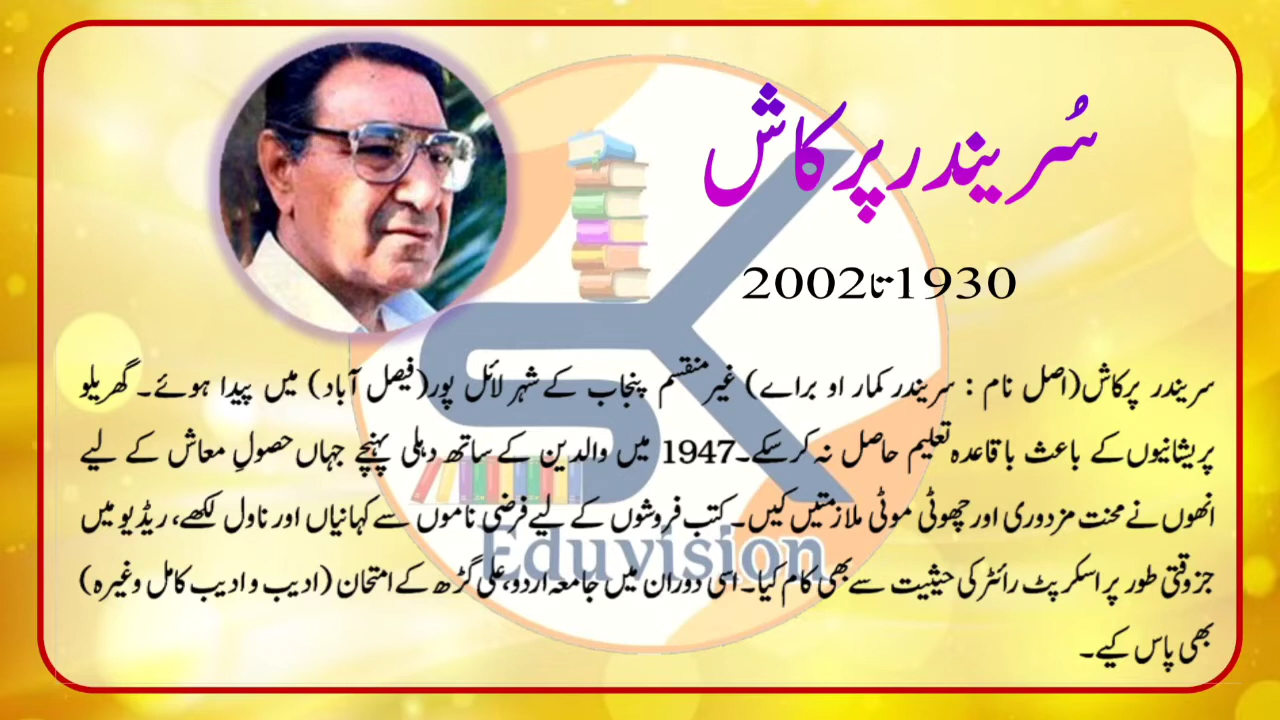 سُریندر پرکاش
1930 تا 2002
سریندر پرکاش (اصل نام : سریندر کمار او برائے) غیر منقسم پنجاب کے شہر لائل پور (فیصل آباد) میں پیدا ہوئے۔ گھریلو
پریشانیوں کے باعث باقاعدہ تعلیم حاصل نہ کرسکے۔ 1947 میں والدین کے ساتھ دہلی پہنچے جہاں حصولِ معاش کے لیے
انھوں نے محنت مزدوری اور چھوٹی موٹی ملازمتیں کیں۔ کتب فروشوں کے لیے فرضی ناموں سے کہانیاں اور ناول لکھے، ریڈیو میں
جزوقتی طور پر اسکرپٹ رائٹر کی حیثیت سے بھی کام کیا۔ اسی دوران میں جامعہ اردو، علی گڑھ کے امتحان (ادیب و ادیب کامل وغیرہ)
بھی پاس کیے۔
SK
Eduvision